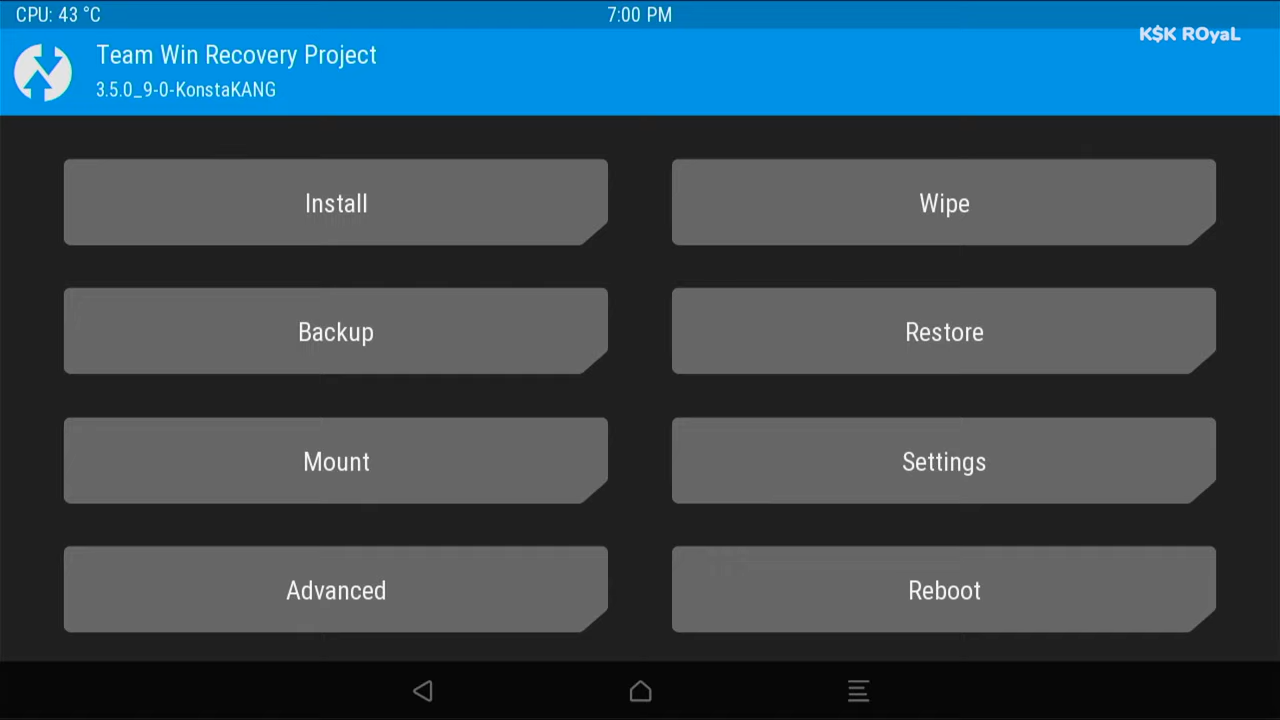 CPU: 43 °C
7:00 PM
K$K ROyaL
Team Win Recovery Project
3.5.0_9-0-KonstaKANG
Install
Wipe
Backup
Restore
Mount
Settings
Advanced
Reboot